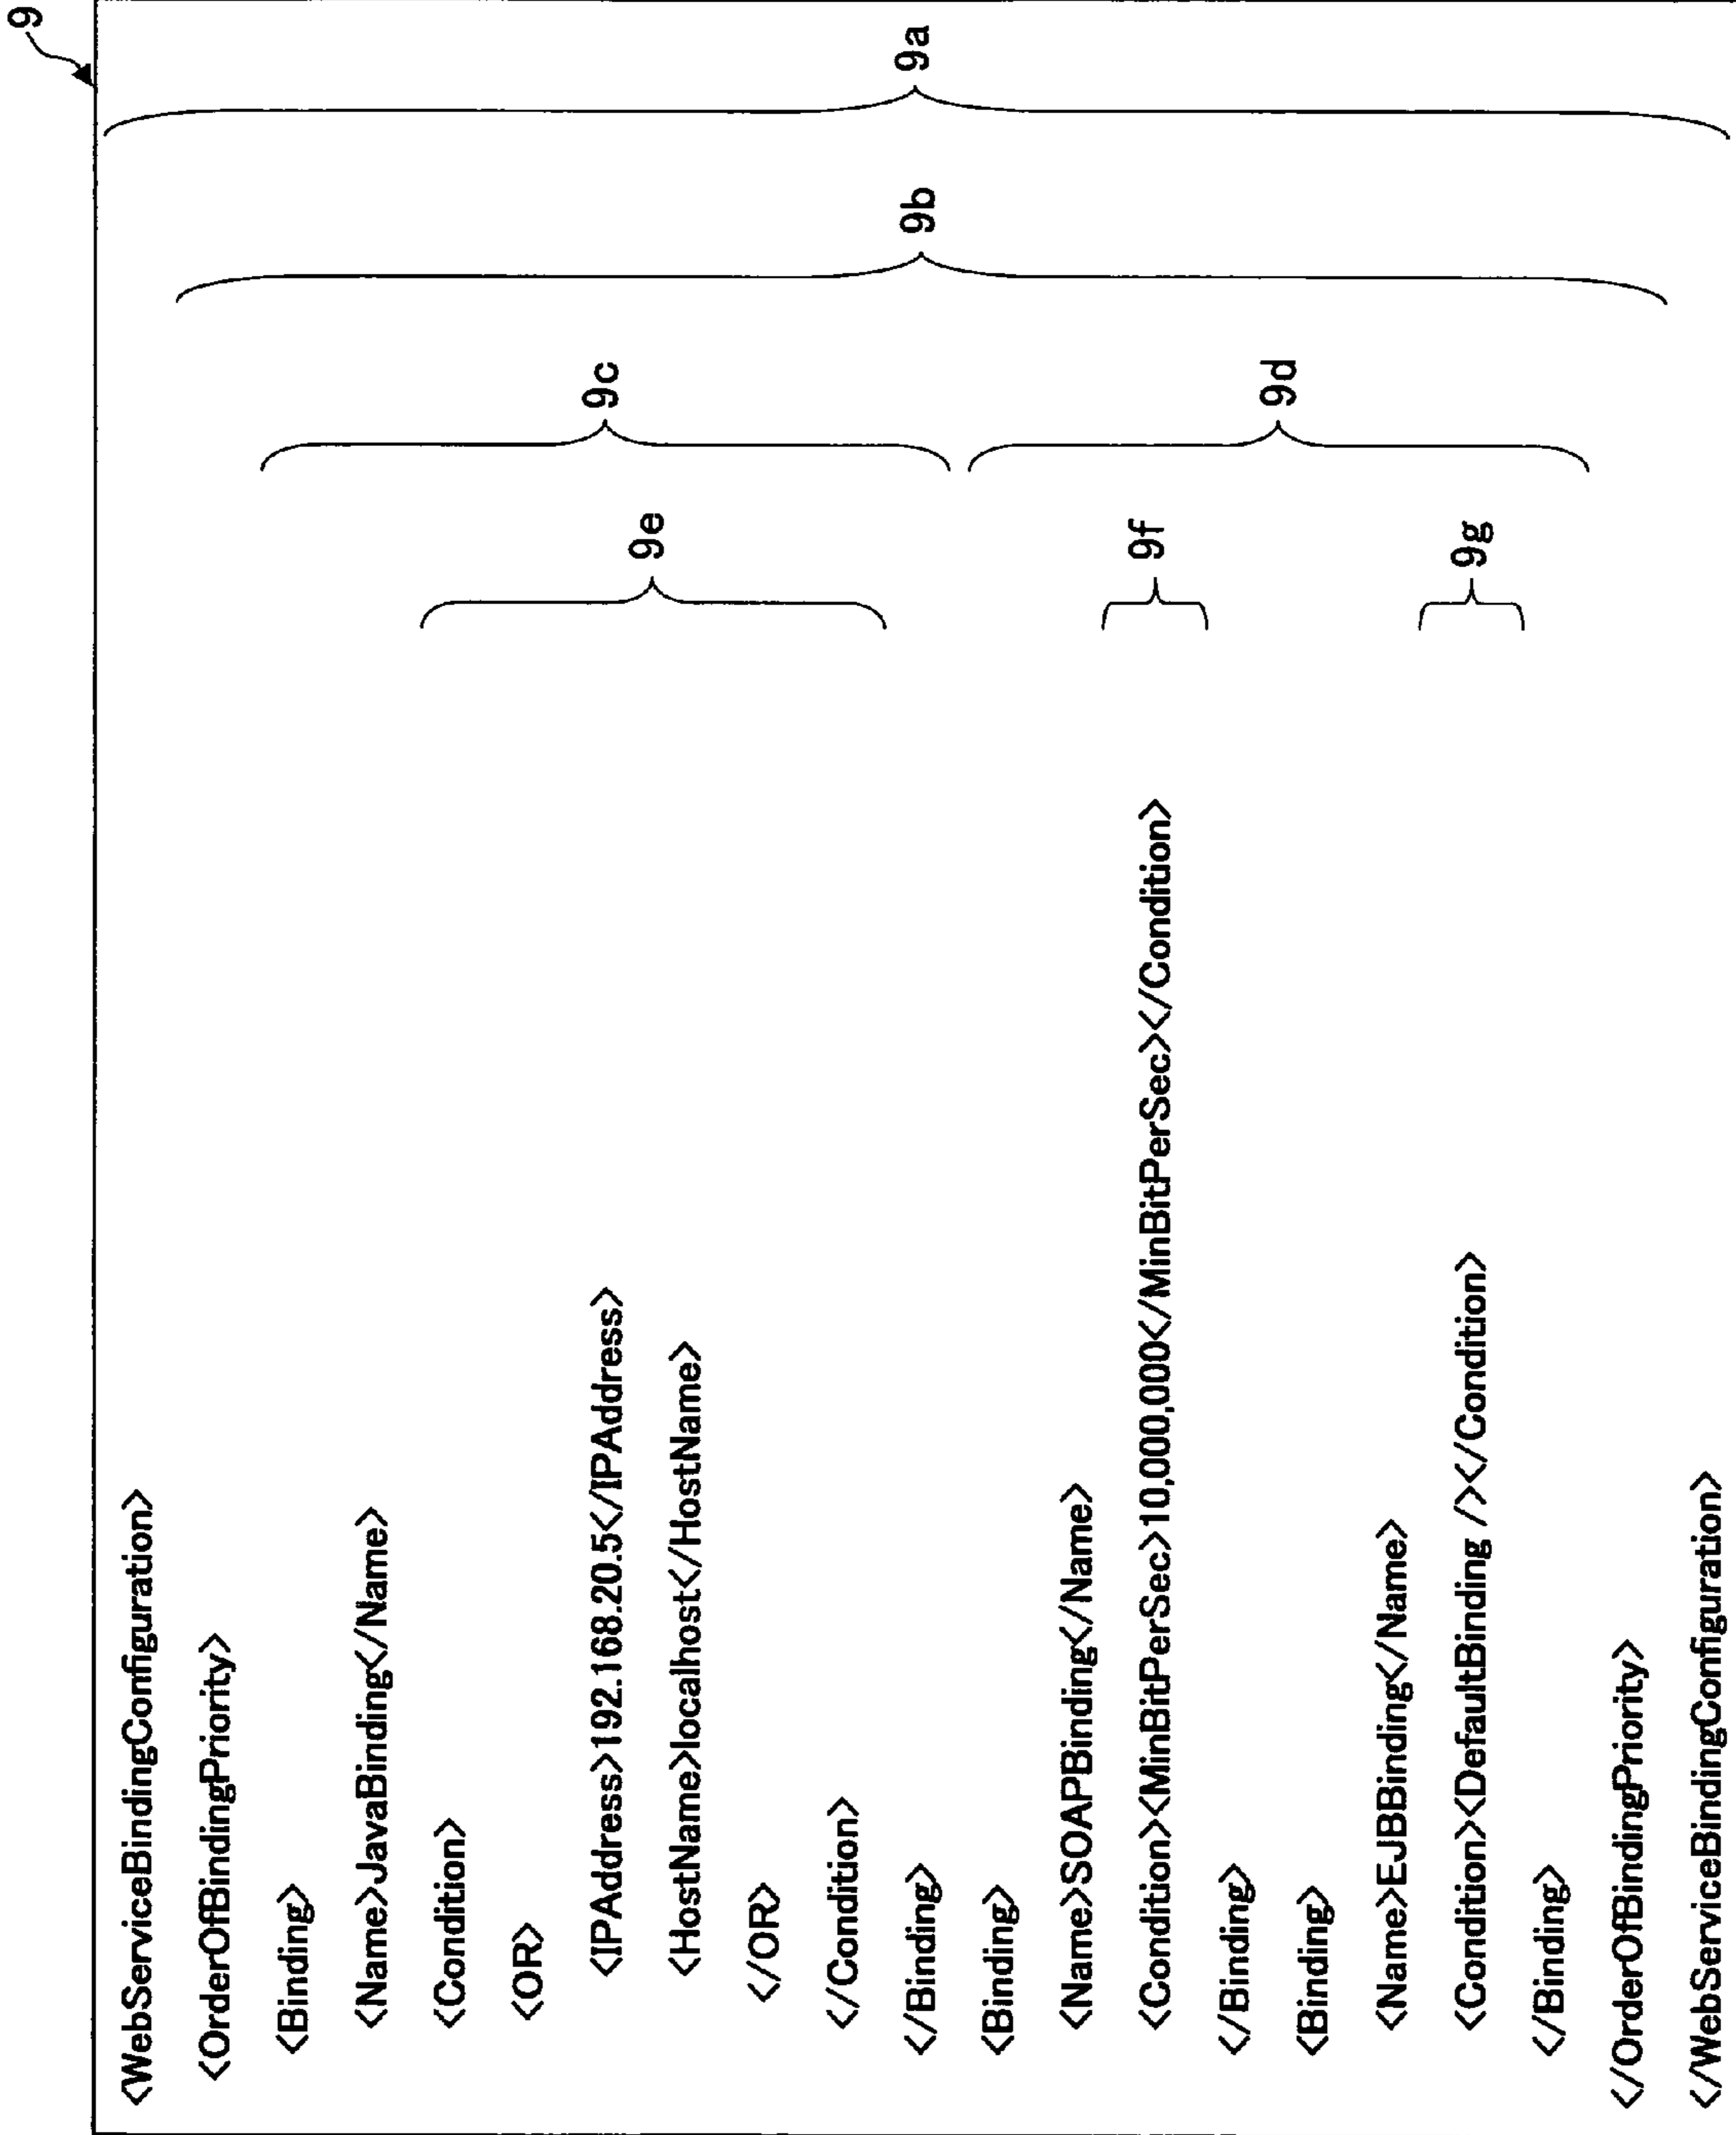 9
<WebServiceBindingConfiguration>
<OrderOfBindingPriority>
<Binding>
<Name>JavaBinding</Name>
<Condition>
<OR>
<IPAddress>192.168.20.5</IPAddress>
<HostName>localhost</HostName>
</OR>
</Condition>
</Binding>
<Binding>
<Name>SOAPBinding</Name>
<Condition><MinBitPerSec>10,000,000</MinBitPerSec></Condition>
</Binding>
<Binding>
<Name>EJBBinding</Name>
<Condition><DefaultBinding /></Condition>
</Binding>
</OrderOfBindingPriority>
</WebServiceBindingConfiguration>
9e
9f
9g
9c
9d
9b
9a